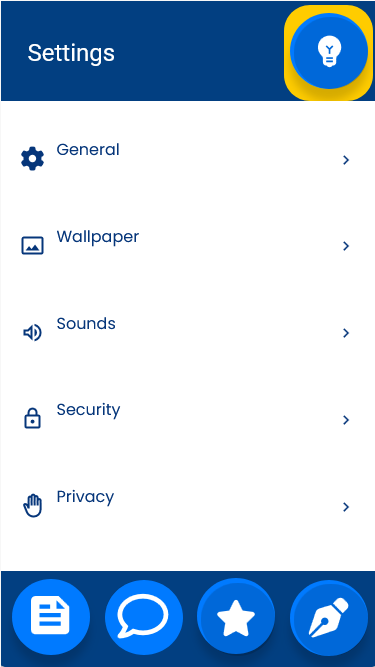 Settings
General
Wallpaper
Sounds
Security
Privacy